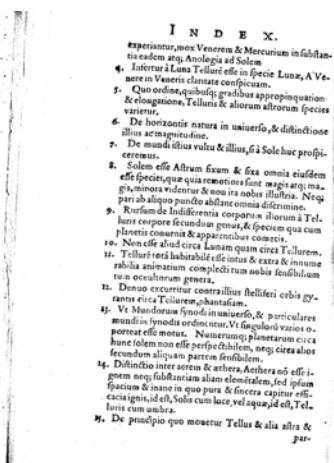 INDEX.
experiantur, mox Venerem & Mercurium in substan-
tia eadem atq; Anologia ad Solem
4. Infertur à Luna Tellurē esse in specie Lunæ, A Ve-
nere in Veneris claritate conspicuam.
5. Quo ordine, quibusq; gradibus appropinquation
& elongatione, Telluris & aliorum astrorum species
varietur.
6. De horizontis natura in uniuerso, & distinctione
illius ac magnitudine.
7. De mundi istius vultu & illius, si à Sole huc prospi-
ceremus.
8. Solem esse Astrum fixum & fixa omnia eiusdem
esse species, quæ quia remotiora sunt magis atq; ma-
gis, minora videntur & non ita nobis illustria. Neq;
pari ab aliquo puncto abstant omnia discrimine.
9. Rursum de Indifferentia corporum illorum à Tel-
luris corpore secundum genus, & speciem qua cum
planetis conuenit & apparentibus cometis.
10. Non esse aliud circa Lunam quam circa Tellurem.
11. Tellurē totā habitabilē esse intus & extra & innume
rabilia animatium complecti tum nobis sensibilium
tum occultorum genera.
12. Denuo excurritur contra illius stelliferi orbis gy-
rantis circa Tellurem, phantasiam.
13. Vt Mundorum synodi in uniuerso, & particulares
mundi in synodis ordinentur. Vt singulorū varios o-
porteat esse motus. Numerumq; planetarum circa
hunc solem non esse perspectibilem, neq; circa alios
secundum aliquam partem sensibilem.
14. Distinctio inter aerem & æthera, Aethera nō esse i-
gnem neq; substantiam aliam elemētalem, sed ipsum
spacium & inane in quo pura & sincera capitur effi-
cacia ignis, id est, Solis cum luce, vel aquæ, id est, Tel-
luris cum umbra.
15. De principio quo mouetur Tellus & alia astra &
par-